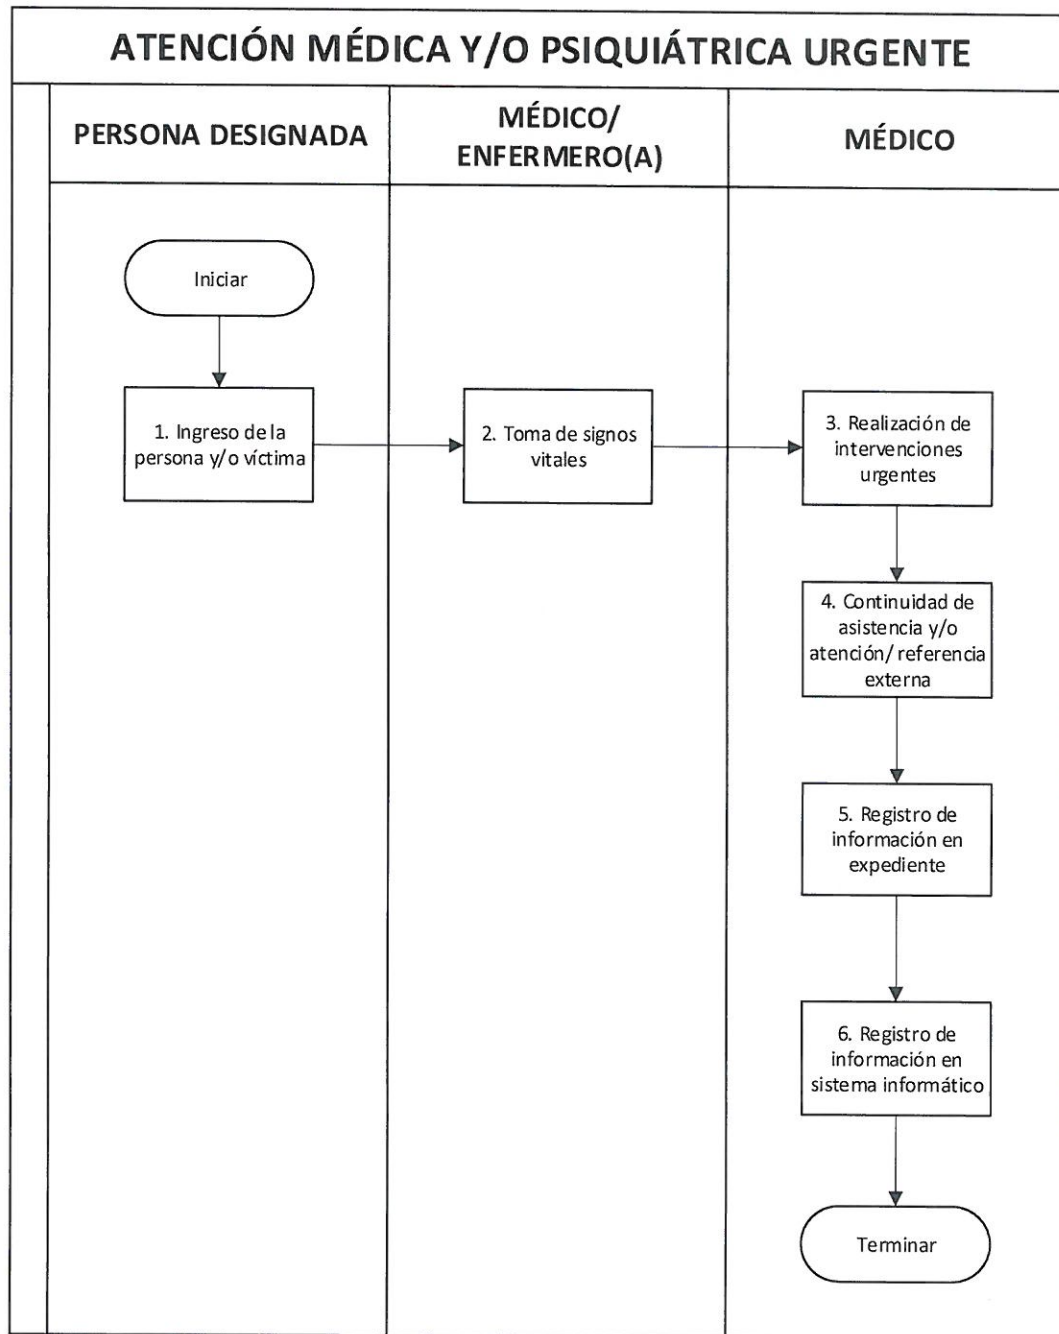 ATENCIÓN MÉDICA Y/O PSIQUIÁTRICA URGENTE
PERSONA DESIGNADA
MÉDICO/
ENFERMERO(A)
MÉDICO
Iniciar
1. Ingreso de la
persona y/o víctima
2. Toma de signos
vitales
3. Realización de
intervenciones
urgentes
4. Continuidad de
asistencia y/o
atención/ referencia
externa
5. Registro de
información en
expediente
6. Registro de
información en
sistema informático
Terminar